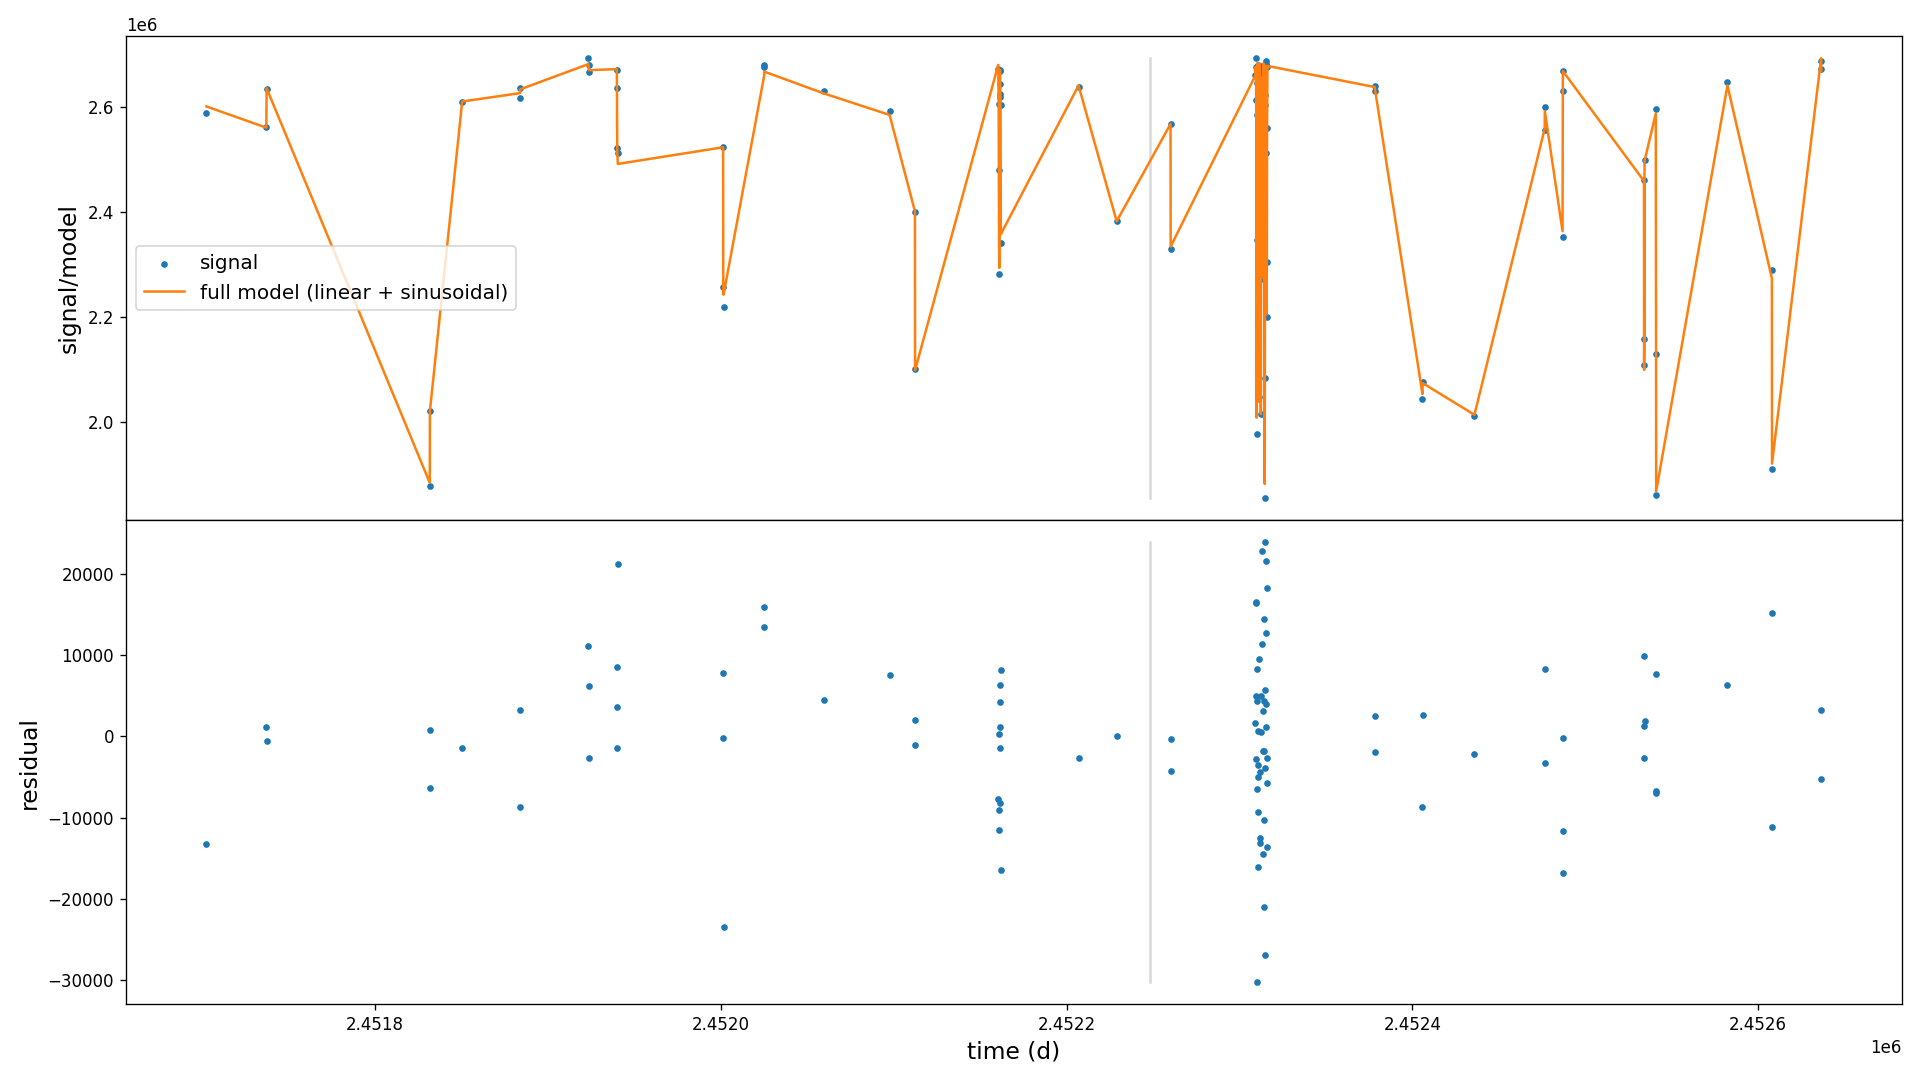 1e6
2.6
2.4
2.2
2.0
signal/model
signal
full model (linear + sinusoidal)
20000
10000
0
−10000
−20000
−30000
residual
2.4518
2.4520
2.4522
2.4524
2.4526
1e6
time (d)